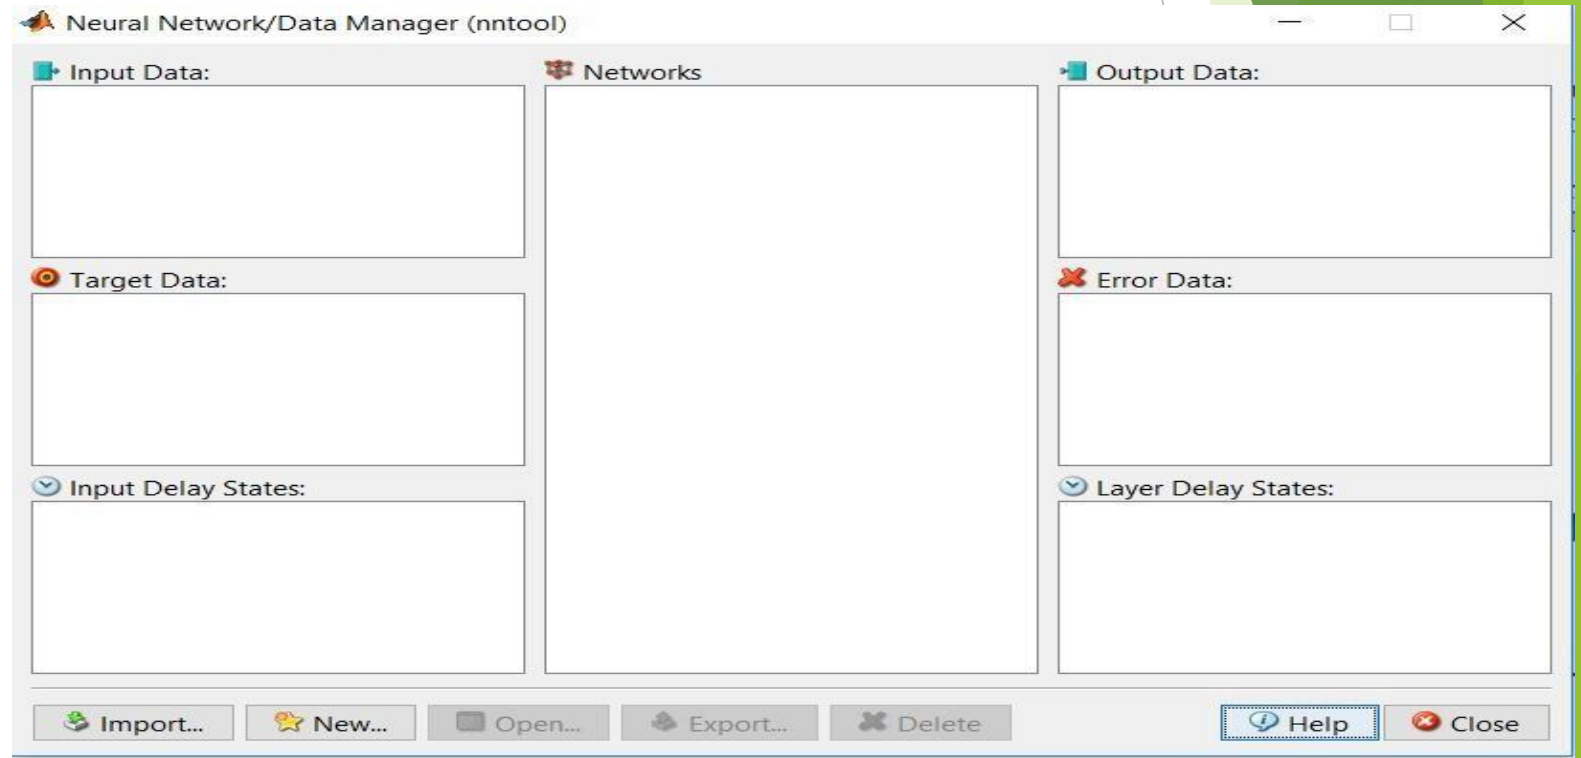 Neural Network/Data Manager (nntool)
Input Data:
Networks
Output Data:
Target Data:
Error Data:
Input Delay States:
Layer Delay States:
Import...
New...
Open...
Export...
Delete
Help
Close